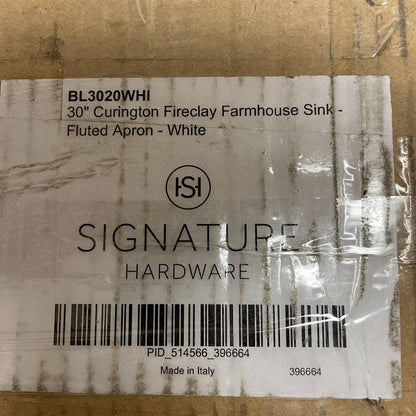 BL3020WHI
30" Curington Fireclay Farmhouse Sink -
Fluted Apron - White
SH
SIGNATURE
HARDWARE
PID_514566_396664
Made in Italy 396664